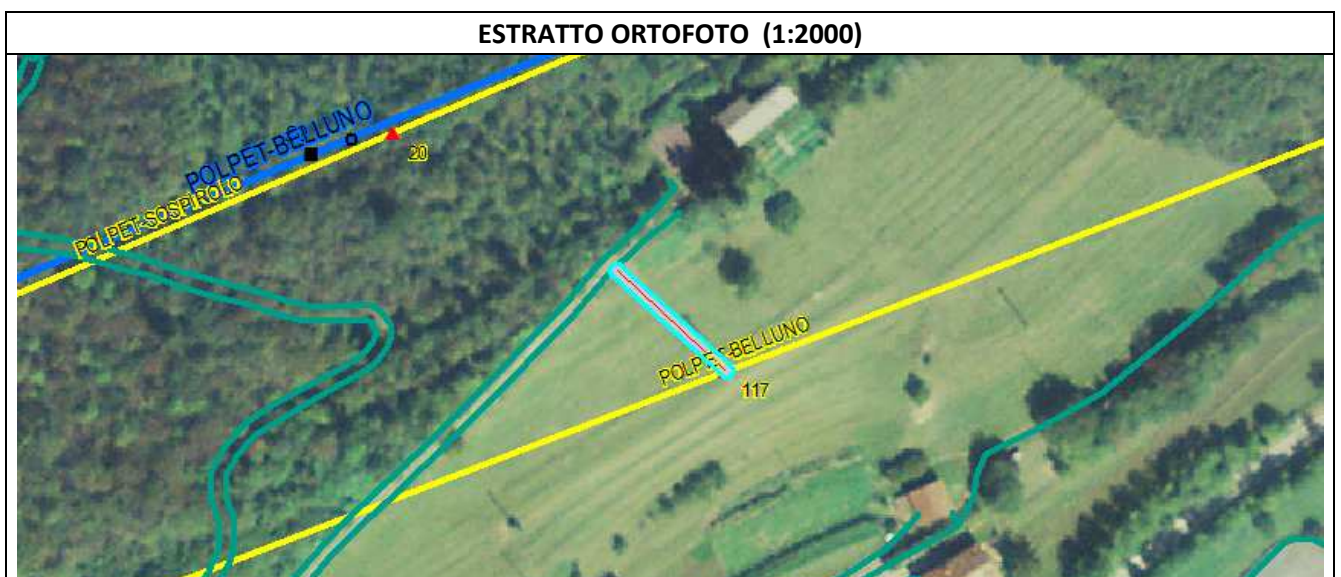 ESTRATTO ORTOFOTO (1:2000)
POLPET-BELLUNO
20
POLPET-SOSPIROLO
POLPET-BELLUNO
117